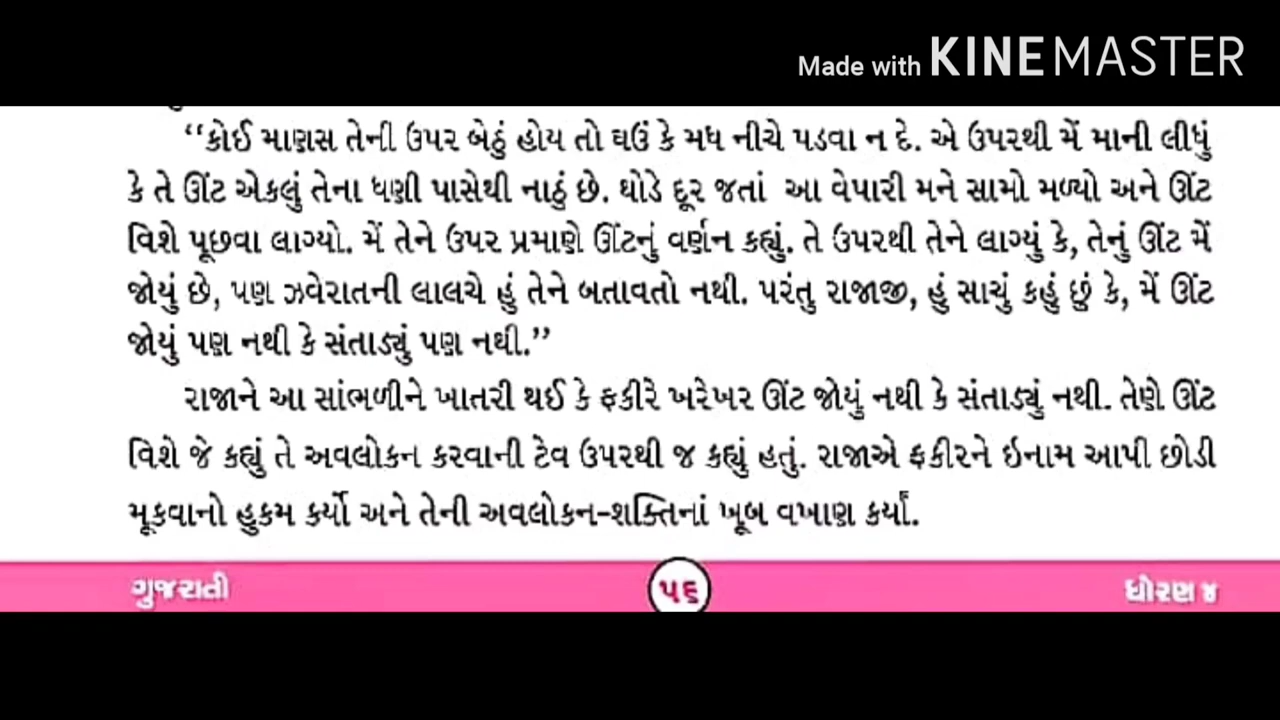 Made with KINEMASTER
“કોઈ માણસ તેની ઉપર બેઠું હોય તો ઘઉં કે મધ નીચે પડવા ન દે. એ ઉપરથી મેં માની લીધું
કે તે ઊંટ એકલું તેના ધણી પાસેથી નાઠું છે. થોડે દૂર જતાં આ વેપારી મને સામો મળ્યો અને ઊંટ
વિશે પૂછવા લાગ્યો. મેં તેને ઉપર પ્રમાણે ઊંટનું વર્ણન કહ્યું. તે ઉપરથી તેને લાગ્યું કે, તેનું ઊંટ મેં
જોયું છે, પણ ઝવેરાતની લાલચે હું તેને બતાવતો નથી. પરંતુ રાજાજી, હું સાચું કહું છું કે, મેં ઊંટ
જોયું પણ નથી કે સંતાડ્યું પણ નથી.”
રાજાને આ સાંભળીને ખાતરી થઈ કે ફકીરે ખરેખર ઊંટ જોયું નથી કે સંતાડ્યું નથી. તેણે ઊંટ
વિશે જે કહ્યું તે અવલોકન કરવાની ટેવ ઉપરથી જ કહ્યું હતું. રાજાએ ફકીરને ઇનામ આપી છોડી
મૂકવાનો હુકમ કર્યો અને તેની અવલોકન-શક્તિનાં ખૂબ વખાણ કર્યાં.
ગુજરાતી ૫૬ ધોરણ ૪